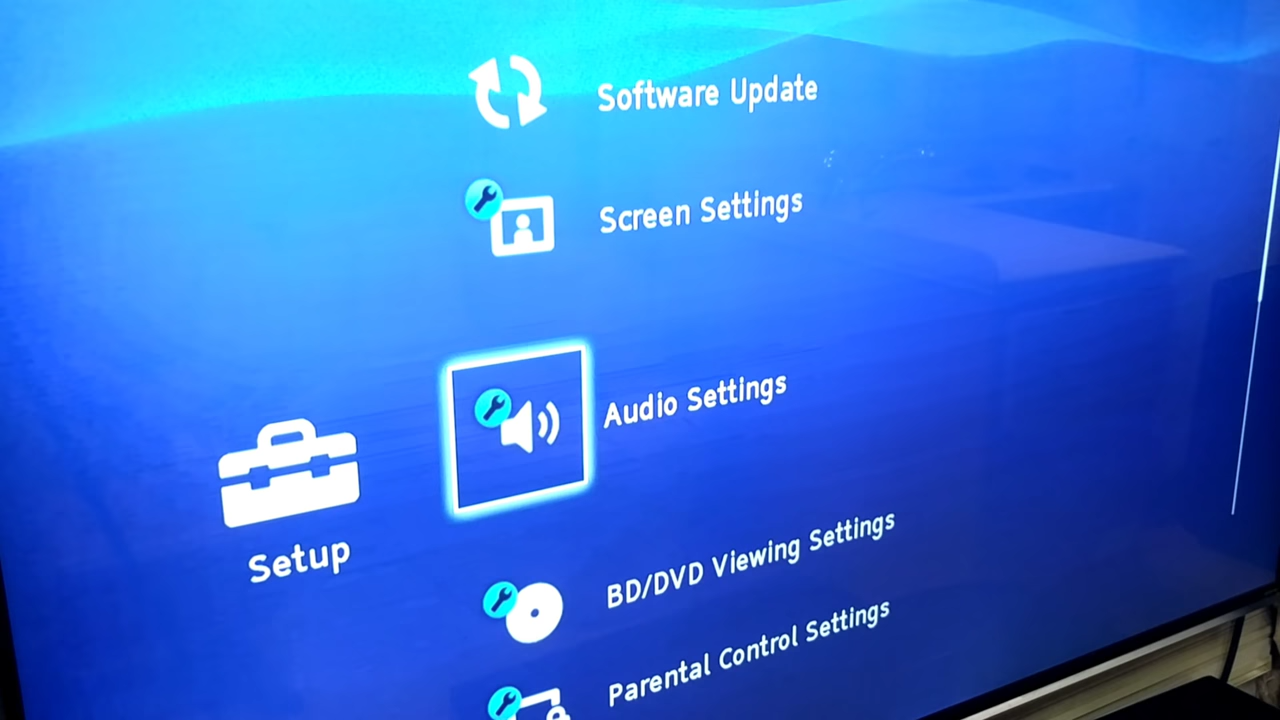 Software Update
Screen Settings
Audio Settings
Setup
BD/DVD Viewing Settings
Parental Control Settings